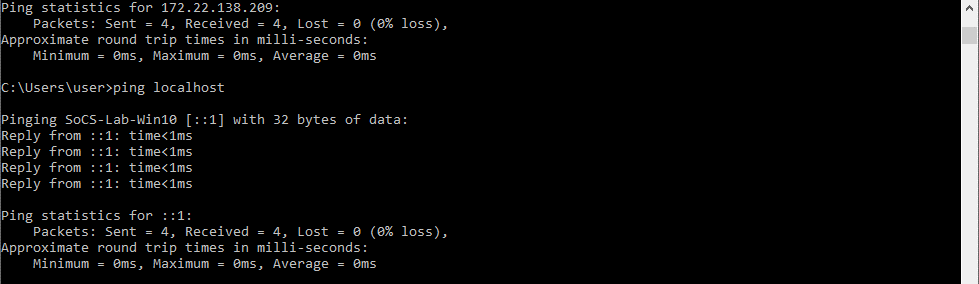 Ping statistics for 172.22.138.209:
    Packets: Sent = 4, Received = 4, Lost = 0 (0% loss),
Approximate round trip times in milli-seconds:
    Minimum = 0ms, Maximum = 0ms, Average = 0ms

C:\Users\user>ping localhost

Pinging SoCS-Lab-Win10 [::1] with 32 bytes of data:
Reply from ::1: time<1ms
Reply from ::1: time<1ms
Reply from ::1: time<1ms
Reply from ::1: time<1ms

Ping statistics for ::1:
    Packets: Sent = 4, Received = 4, Lost = 0 (0% loss),
Approximate round trip times in milli-seconds:
    Minimum = 0ms, Maximum = 0ms, Average = 0ms